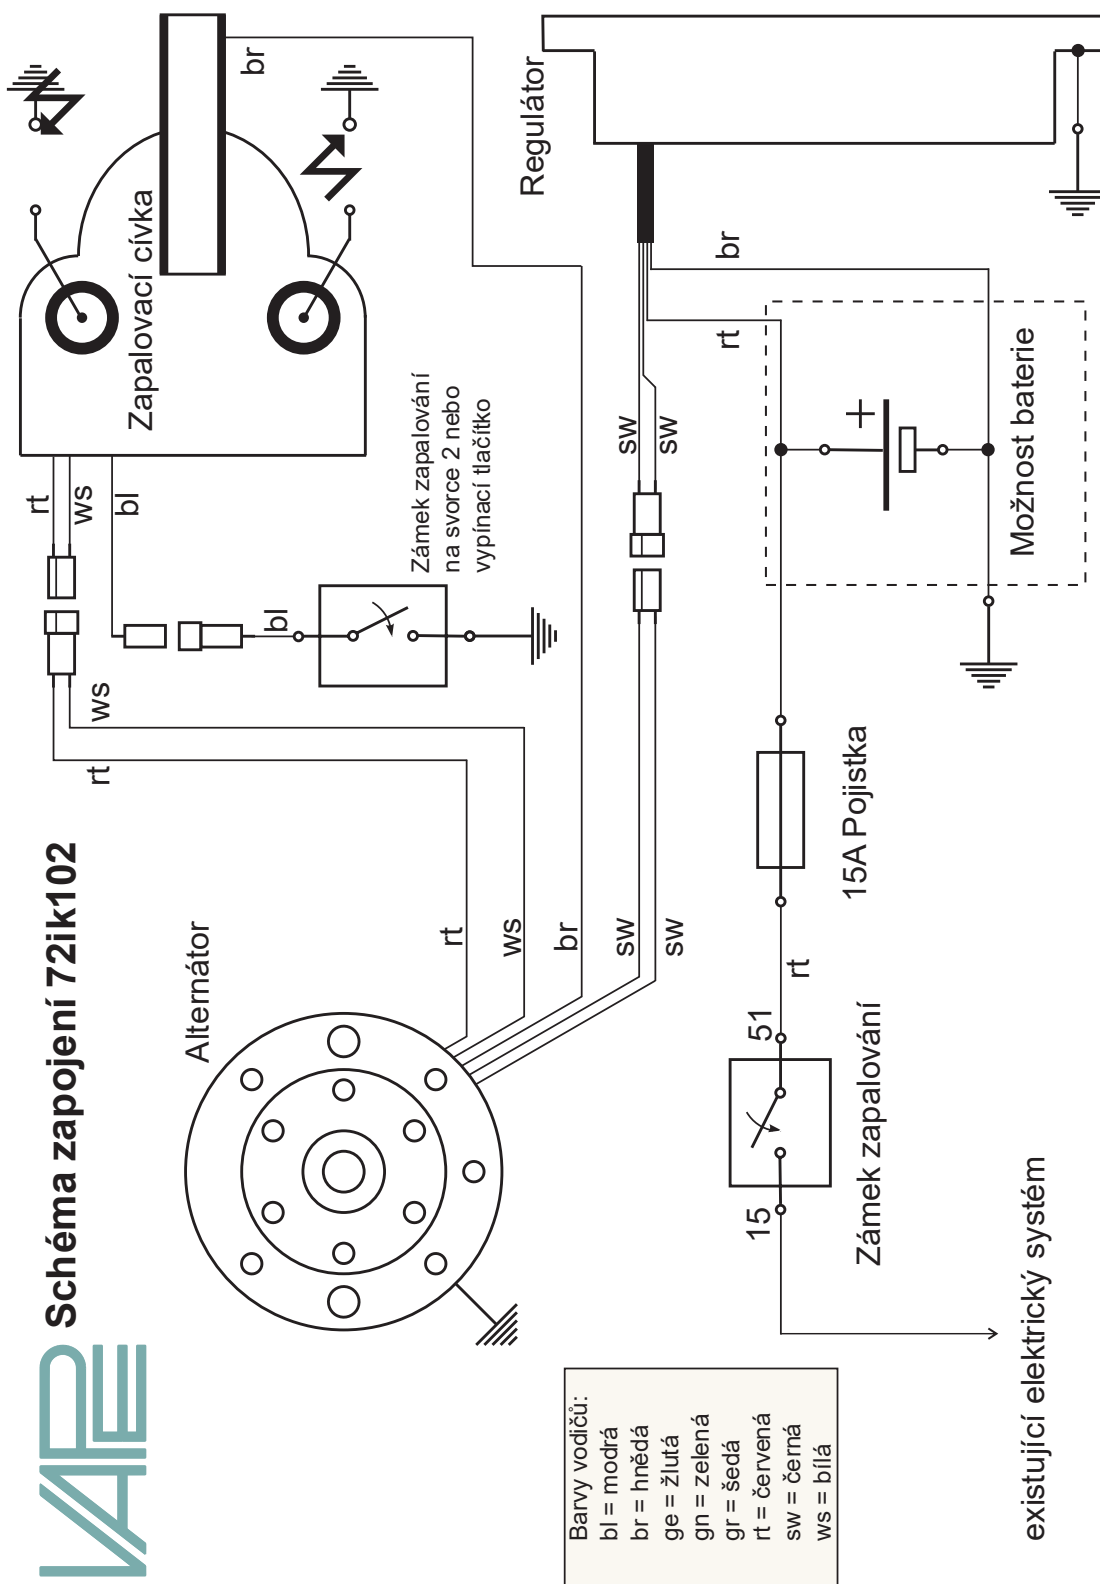 VAPE
Schéma zapojení 72ik102
Zapalovací cívka
br
rt
ws
bl
Zámek zapalování
na svorce 2 nebo
vypínací tlačítko
bl
rt
ws
Alternátor
rt
ws
br
sw
sw
sw
sw
Regulátor
rt
br
+
Možnost baterie
15A Pojistka
rt
51
15
Zámek zapalování
existující elektrický systém
Barvy vodičů:
bl = modrá
br = hnědá
ge = žlutá
gn = zelená
gr = šedá
rt = červená
sw = černá
ws = bílá